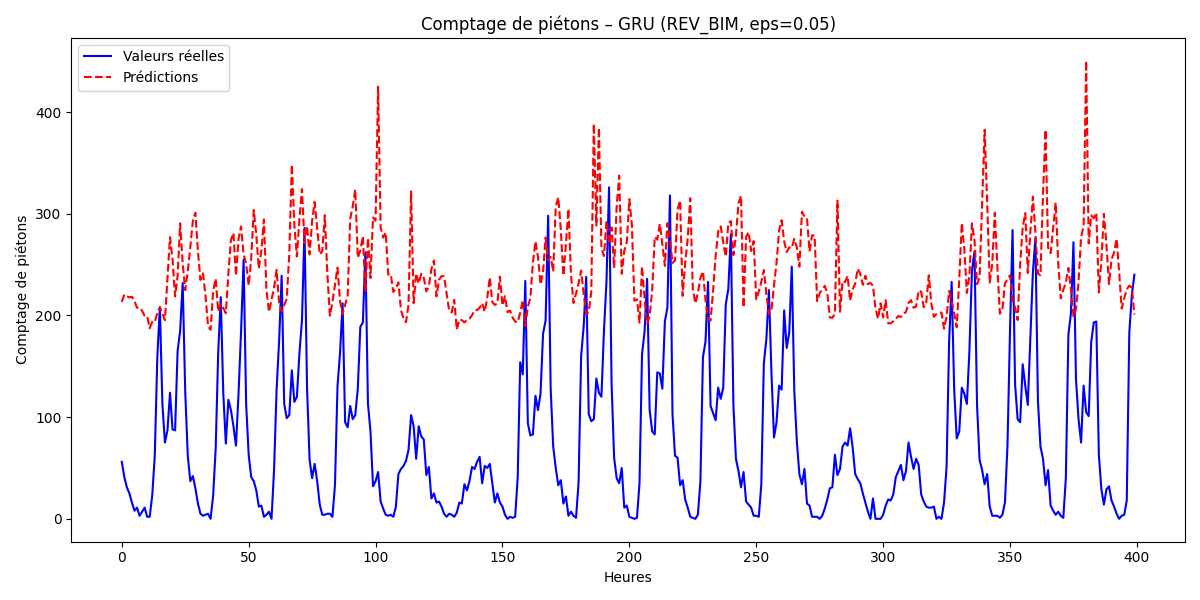 Comptage de piétons – GRU (REV_BIM, eps=0.05)
Valeurs réelles
Prédictions
Comptage de piétons
400
300
200
100
0
0 50 100 150 200 250 300 350 400
Heures